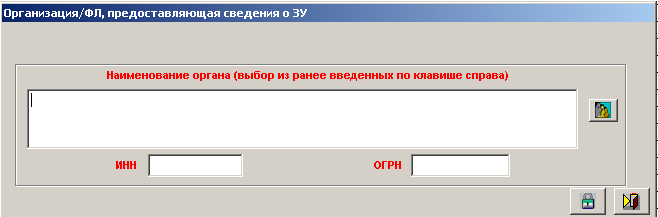 Организация/ФЛ, предоставляющая сведения о ЗУ
Наименование органа (выбор из ранее введенных по клавише справа)
ИНН ОГРН